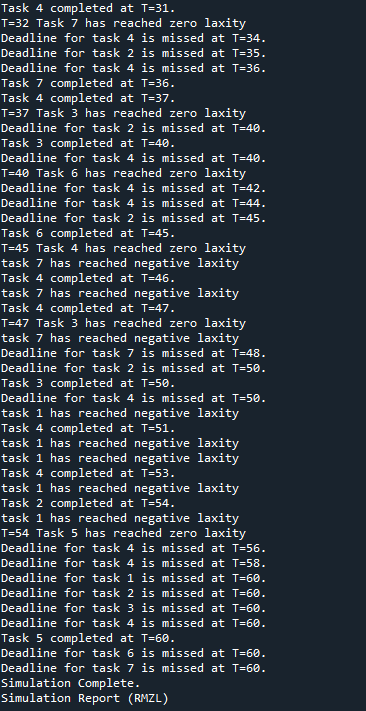 Task 4 completed at T=31.
T=32 Task 7 has reached zero laxity
Deadline for task 4 is missed at T=34.
Deadline for task 2 is missed at T=35.
Deadline for task 4 is missed at T=36.
Task 7 completed at T=36.
Task 4 completed at T=37.
T=37 Task 3 has reached zero laxity
Deadline for task 2 is missed at T=40.
Task 3 completed at T=40.
Deadline for task 4 is missed at T=40.
T=40 Task 6 has reached zero laxity
Deadline for task 4 is missed at T=42.
Deadline for task 4 is missed at T=44.
Deadline for task 2 is missed at T=45.
Task 6 completed at T=45.
T=45 Task 4 has reached zero laxity
task 7 has reached negative laxity
Task 4 completed at T=46.
task 7 has reached negative laxity
Task 4 completed at T=47.
T=47 Task 3 has reached zero laxity
task 7 has reached negative laxity
Deadline for task 7 is missed at T=48.
Deadline for task 2 is missed at T=50.
Task 3 completed at T=50.
Deadline for task 4 is missed at T=50.
task 1 has reached negative laxity
Task 4 completed at T=51.
task 1 has reached negative laxity
task 1 has reached negative laxity
Task 4 completed at T=53.
task 1 has reached negative laxity
Task 2 completed at T=54.
task 1 has reached negative laxity
T=54 Task 5 has reached zero laxity
Deadline for task 4 is missed at T=56.
Deadline for task 4 is missed at T=58.
Deadline for task 1 is missed at T=60.
Deadline for task 2 is missed at T=60.
Deadline for task 3 is missed at T=60.
Deadline for task 4 is missed at T=60.
Task 5 completed at T=60.
Deadline for task 6 is missed at T=60.
Deadline for task 7 is missed at T=60.
Simulation Complete.
Simulation Report (RMZL)